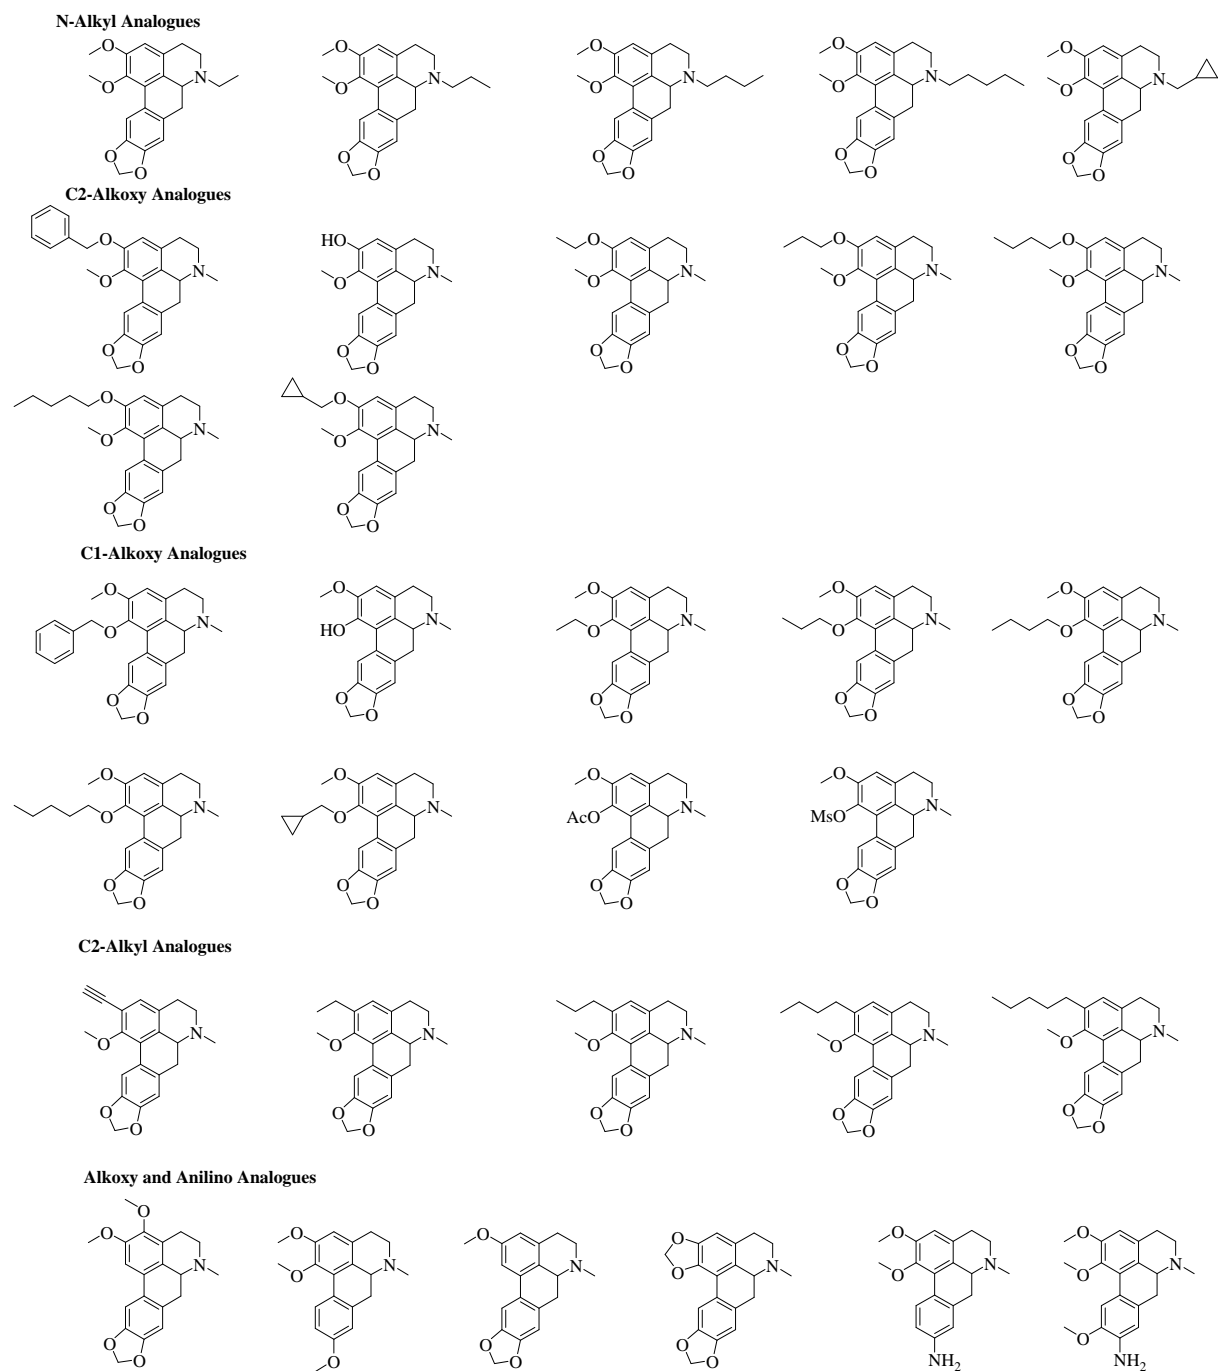 N-Alkyl Analogues
O O O O O
O N O N O N O N O N
O O O O O
O O O O O
C2-Alkoxy Analogues
O HO O O O
O N O N O N O N O N
O O O O O
O O O O O
O O
O N O N
O O
O O
C1-Alkoxy Analogues
O O O O O
O N HO N O N O N O N
O O O O O
O O O O O
O O O O
O N O N AcO N MsO N
O O O O
O O O O
C2-Alkyl Analogues
O N O N O N O N O N
O O O O O
O O O O O
Alkoxy and Anilino Analogues
O
O O O O O O
N O N N O N O N O N
O O O O
O O O O NH2 NH2